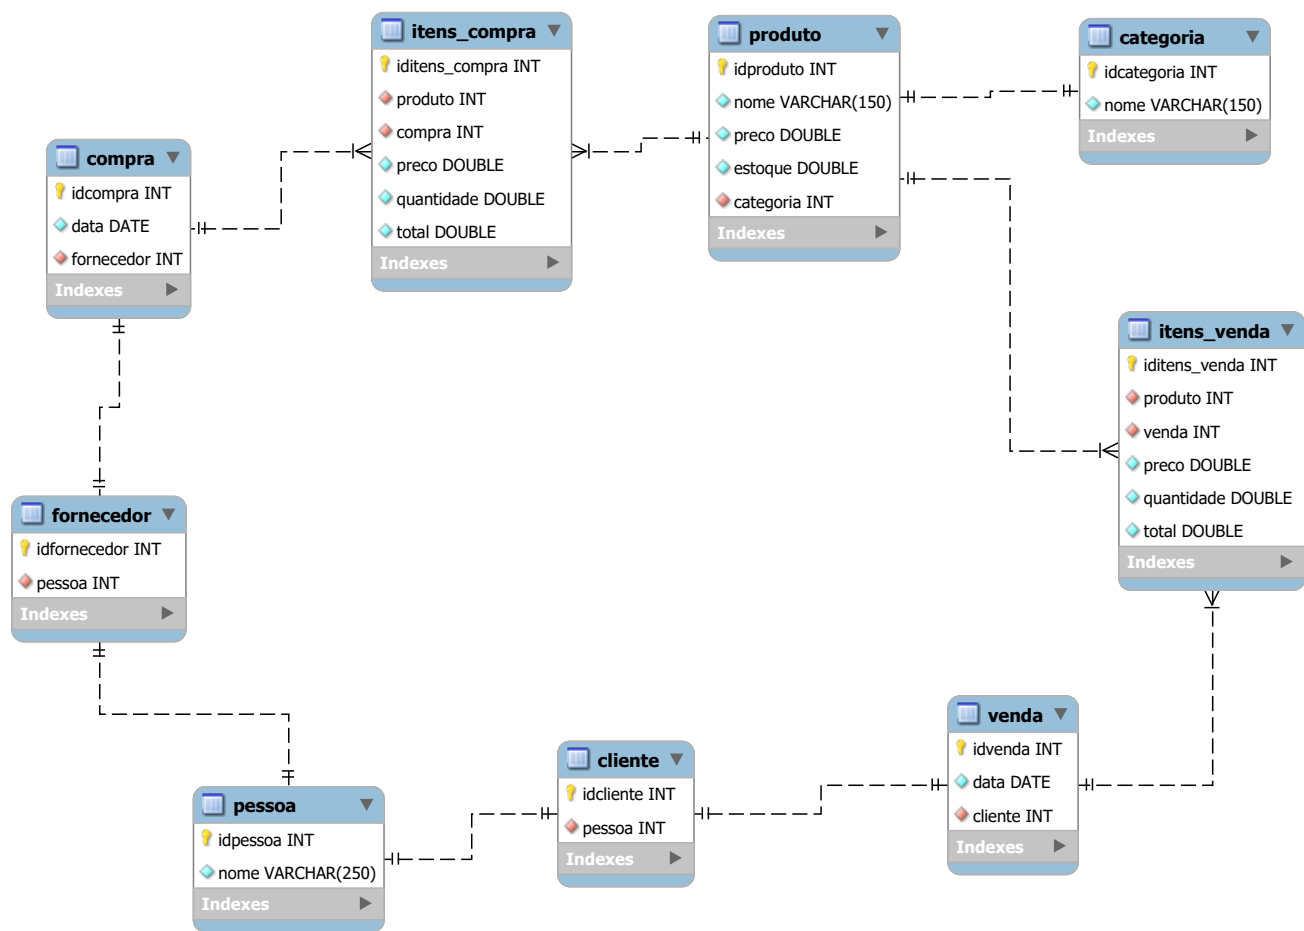 itens_compra
iditens_compra INT
produto INT
compra INT
preco DOUBLE
quantidade DOUBLE
total DOUBLE
Indexes
produto
idproduto INT
nome VARCHAR(150)
preco DOUBLE
estoque DOUBLE
categoria INT
Indexes
categoria
idcategoria INT
nome VARCHAR(150)
Indexes
compra
idcompra INT
data DATE
fornecedor INT
Indexes
itens_venda
iditens_venda INT
produto INT
venda INT
preco DOUBLE
quantidade DOUBLE
total DOUBLE
Indexes
fornecedor
idfornecedor INT
pessoa INT
Indexes
pessoa
idpessoa INT
nome VARCHAR(250)
Indexes
cliente
idcliente INT
pessoa INT
Indexes
venda
idvenda INT
data DATE
cliente INT
Indexes